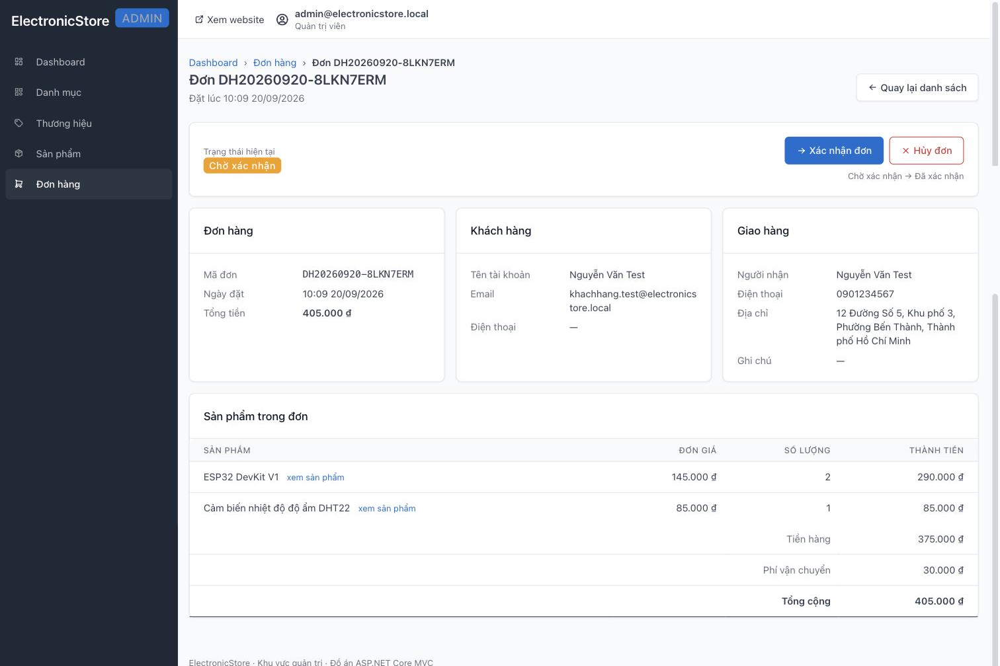 ElectronicStore ADMIN
Dashboard
Danh mục
Thương hiệu
Sản phẩm
Đơn hàng
Xem website
admin@electronicstore.local
Quản trị viên
Dashboard › Đơn hàng › Đơn DH20260920-8LKN7ERM
Đơn DH20260920-8LKN7ERM
Đặt lúc 10:09 20/09/2026
← Quay lại danh sách
Trạng thái hiện tại
Chờ xác nhận
→ Xác nhận đơn
× Hủy đơn
Chờ xác nhận → Đã xác nhận
Đơn hàng
Mã đơn DH20260920-8LKN7ERM
Ngày đặt 10:09 20/09/2026
Tổng tiền 405.000 ₫
Khách hàng
Tên tài khoản Nguyễn Văn Test
Email khachhang.test@electronics
tore.local
Điện thoại —
Giao hàng
Người nhận Nguyễn Văn Test
Điện thoại 0901234567
Địa chỉ 12 Đường Số 5, Khu phố 3,
Phường Bến Thành, Thành
phố Hồ Chí Minh
Ghi chú —
Sản phẩm trong đơn
SẢN PHẨM ĐƠN GIÁ SỐ LƯỢNG THÀNH TIỀN
ESP32 DevKit V1 xem sản phẩm 145.000 ₫ 2 290.000 ₫
Cảm biến nhiệt độ độ ẩm DHT22 xem sản phẩm 85.000 ₫ 1 85.000 ₫
Tiền hàng 375.000 ₫
Phí vận chuyển 30.000 ₫
Tổng cộng 405.000 ₫
ElectronicStore · Khu vực quản trị · Đồ án ASP.NET Core MVC